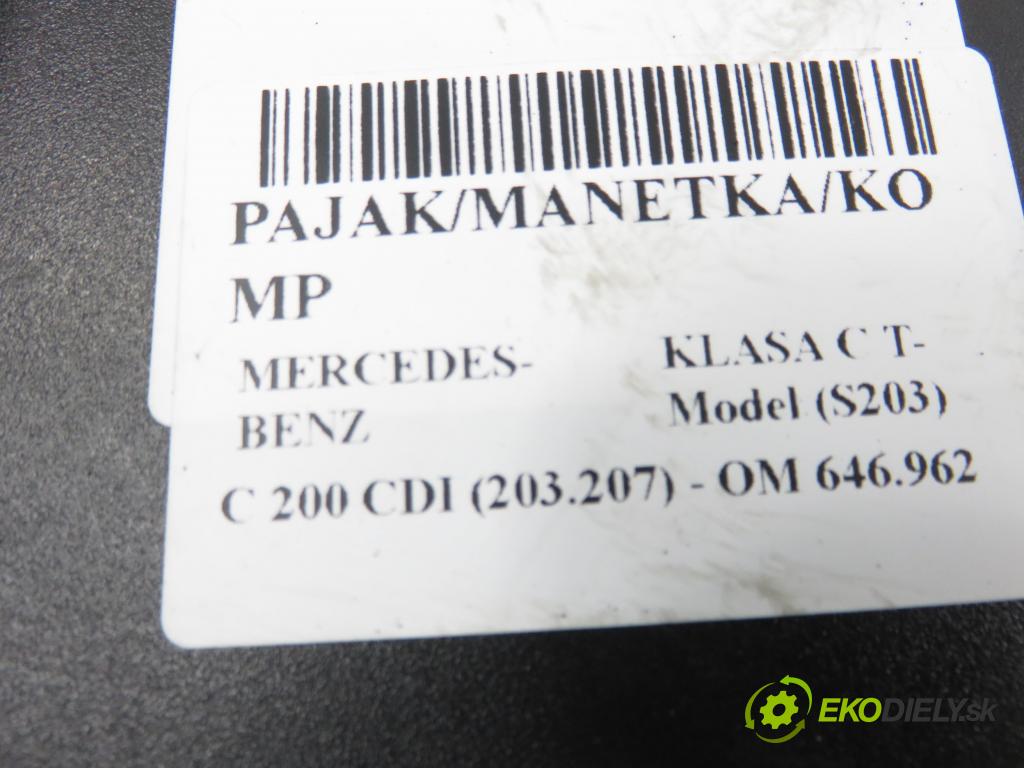 PAJAK/MANETKA/KO
MP
MERCEDES-
BENZ
KLASA C T-
Model (S203)
C 200 CDI (203.207) - OM 646.962
EKODIELY.sk